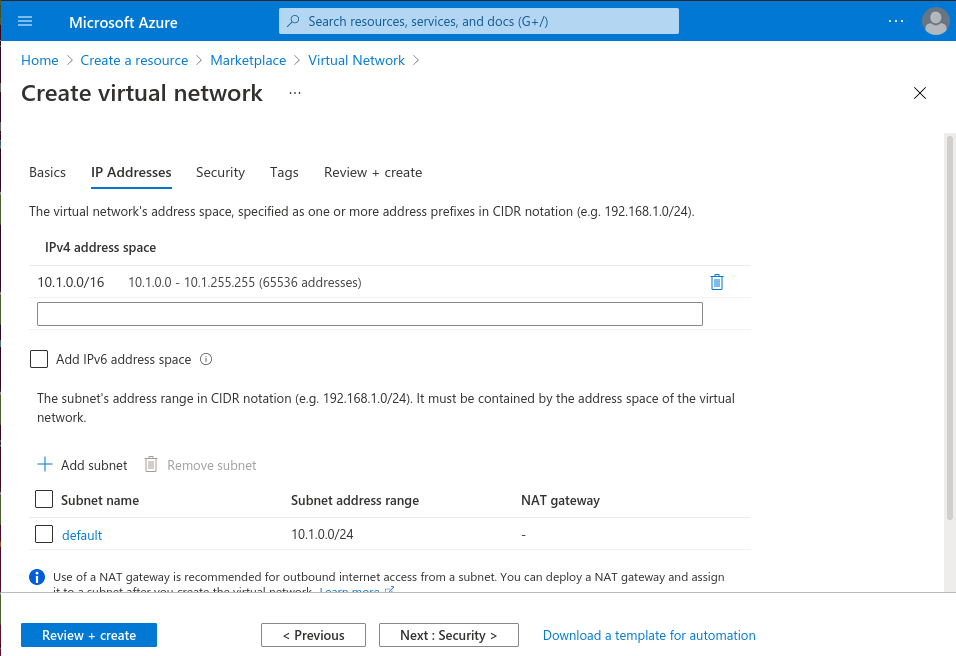 Microsoft Azure
Search resources, services, and docs (G+/)
Home > Create a resource > Marketplace > Virtual Network >
Create virtual network ...
Basics IP Addresses Security Tags Review + create
The virtual network's address space, specified as one or more address prefixes in CIDR notation (e.g. 192.168.1.0/24).
IPv4 address space
10.1.0.0/16 10.1.0.0 - 10.1.255.255 (65536 addresses)
Add IPv6 address space
The subnet's address range in CIDR notation (e.g. 192.168.1.0/24). It must be contained by the address space of the virtual
network.
Add subnet Remove subnet
Subnet name Subnet address range NAT gateway
default 10.1.0.0/24 -
Use of a NAT gateway is recommended for outbound internet access from a subnet. You can deploy a NAT gateway and assign
it to a subnet after you create the virtual network. Learn more
Review + create < Previous Next : Security > Download a template for automation